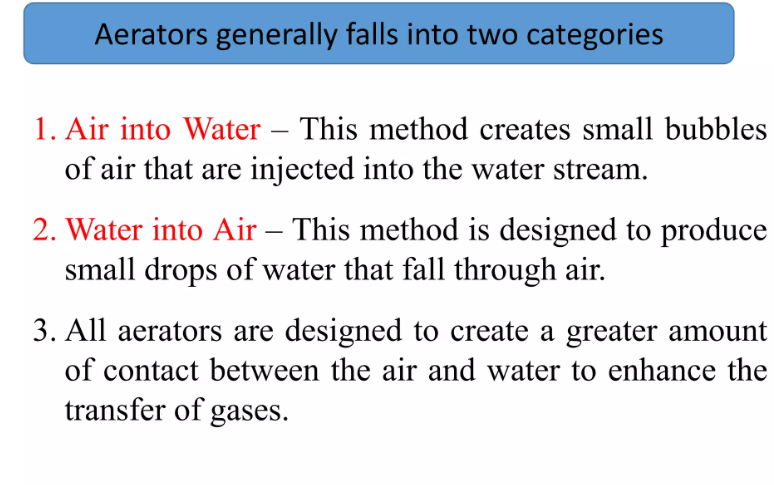 Aerators generally falls into two categories
1. Air into Water – This method creates small bubbles
of air that are injected into the water stream.
2. Water into Air – This method is designed to produce
small drops of water that fall through air.
3. All aerators are designed to create a greater amount
of contact between the air and water to enhance the
transfer of gases.